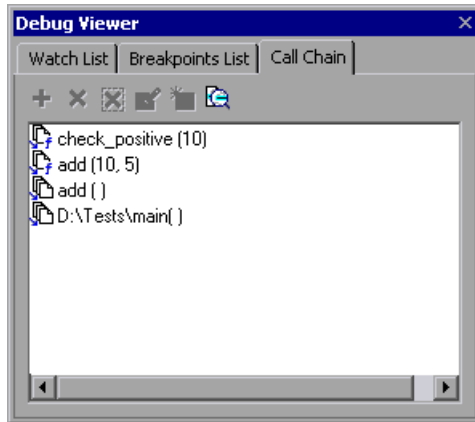 Debug Viewer
Watch List Breakpoints List Call Chain
check_positive (10)
add (10, 5)
add ( )
D:\Tests\main( )